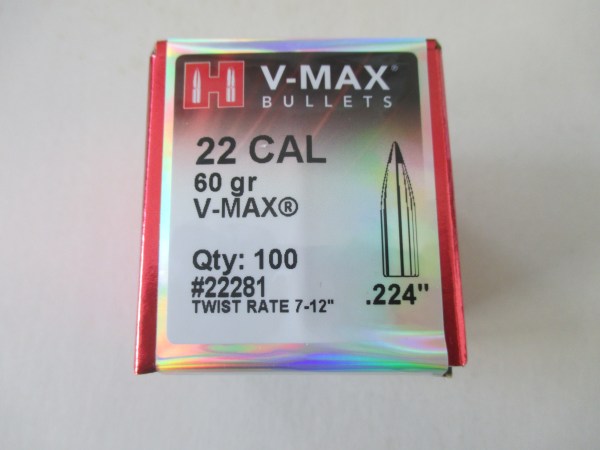 H V-MAX®
BULLETS
22 CAL
60 gr
V-MAX®
Qty: 100
#22281
TWIST RATE 7-12"
.224"